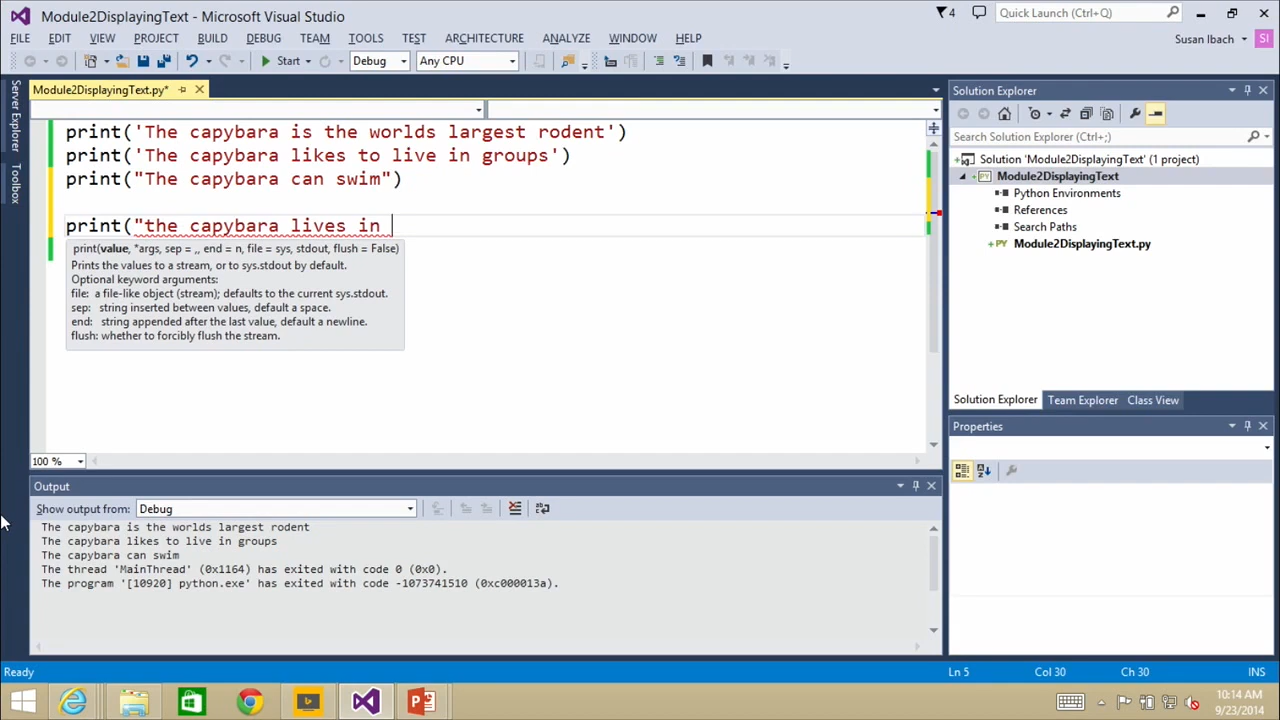 Module2DisplayingText - Microsoft Visual Studio
4
Quick Launch (Ctrl+Q)
FILE EDIT VIEW PROJECT BUILD DEBUG TEAM TOOLS TEST ARCHITECTURE ANALYZE WINDOW HELP
Susan Ibach SI
Start Debug Any CPU
Server Explorer
Toolbox
Module2DisplayingText.py*
print('The capybara is the worlds largest rodent')
print('The capybara likes to live in groups')
print("The capybara can swim")
print("the capybara lives in
print(value, *args, sep = ,, end = n, file = sys, stdout, flush = False)
Prints the values to a stream, or to sys.stdout by default.
Optional keyword arguments:
file: a file-like object (stream); defaults to the current sys.stdout.
sep: string inserted between values, default a space.
end: string appended after the last value, default a newline.
flush: whether to forcibly flush the stream.
100 %
Solution Explorer
Search Solution Explorer (Ctrl+;)
Solution 'Module2DisplayingText' (1 project)
Module2DisplayingText
Python Environments
References
Search Paths
Module2DisplayingText.py
Solution Explorer Team Explorer Class View
Properties
Output
Show output from: Debug
The capybara is the worlds largest rodent
The capybara likes to live in groups
The capybara can swim
The thread 'MainThread' (0x1164) has exited with code 0 (0x0).
The program '[10920] python.exe' has exited with code -1073741510 (0xc000013a).
Ready Ln 5 Col 30 Ch 30 INS
10:14 AM
9/23/2014